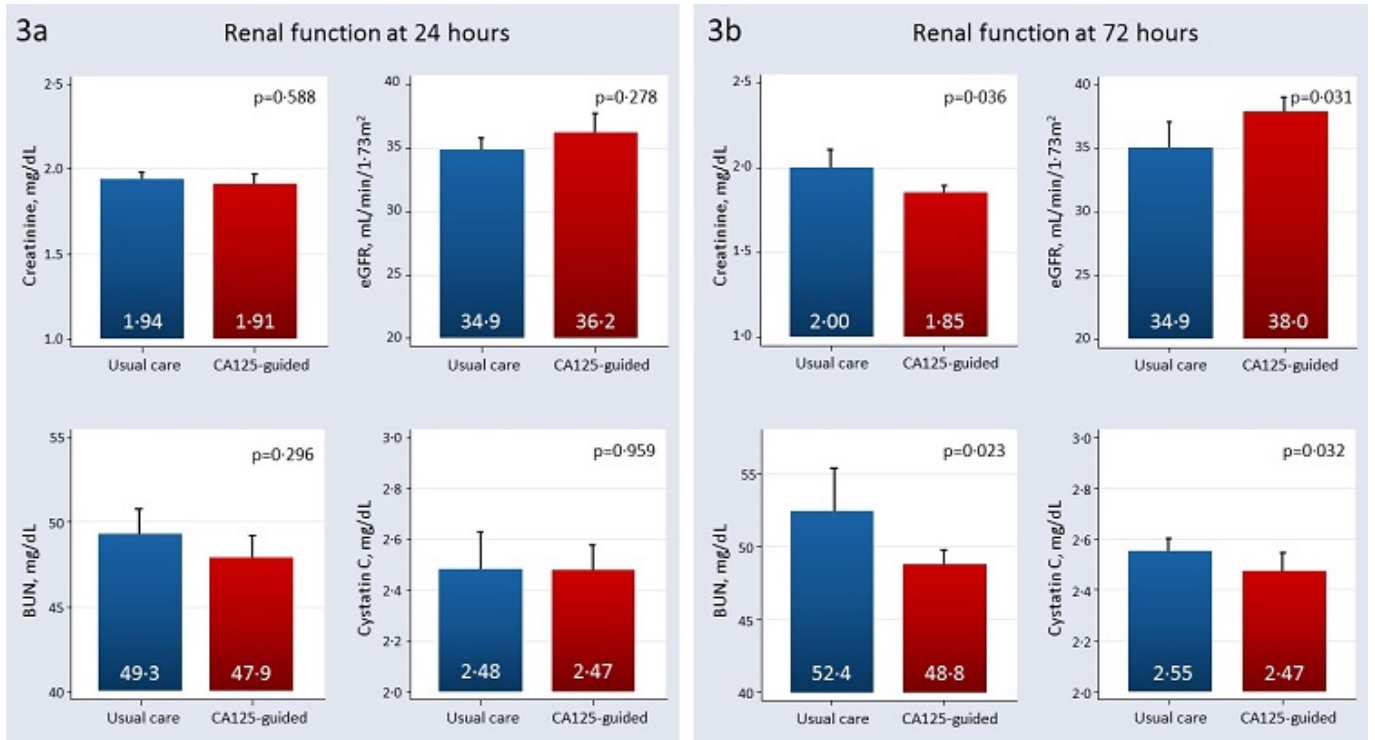 3a
Renal function at 24 hours
Creatinine, mg/dL
2·5
2·0
1.5
1.0
p=0·588
1·94
1·91
Usual care
CA125-guided
eGFR, mL/min/1·73m²
40
35
30
25
20
p=0·278
34·9
36·2
Usual care
CA125-guided
BUN, mg/dL
55
50
45
40
p=0·296
49·3
47·9
Usual care
CA125-guided
Cystatin C, mg/dL
3·0
2·8
2·6
2·4
2·2
2·0
p=0·959
2·48
2·47
Usual care
CA125-guided
3b
Renal function at 72 hours
Creatinine, mg/dL
2·5
2·0
1·5
1·0
p=0·036
2·00
1·85
Usual care
CA125-guided
eGFR, mL/min/1·73m²
40
35
30
25
20
p=0·031
34·9
38·0
Usual care
CA125-guided
BUN, mg/dL
55
50
45
40
p=0·023
52·4
48·8
Usual care
CA125-guided
Cystatin C, mg/dL
3·0
2·8
2·6
2·4
2·2
2·0
p=0·032
2·55
2·47
Usual care
CA125-guided